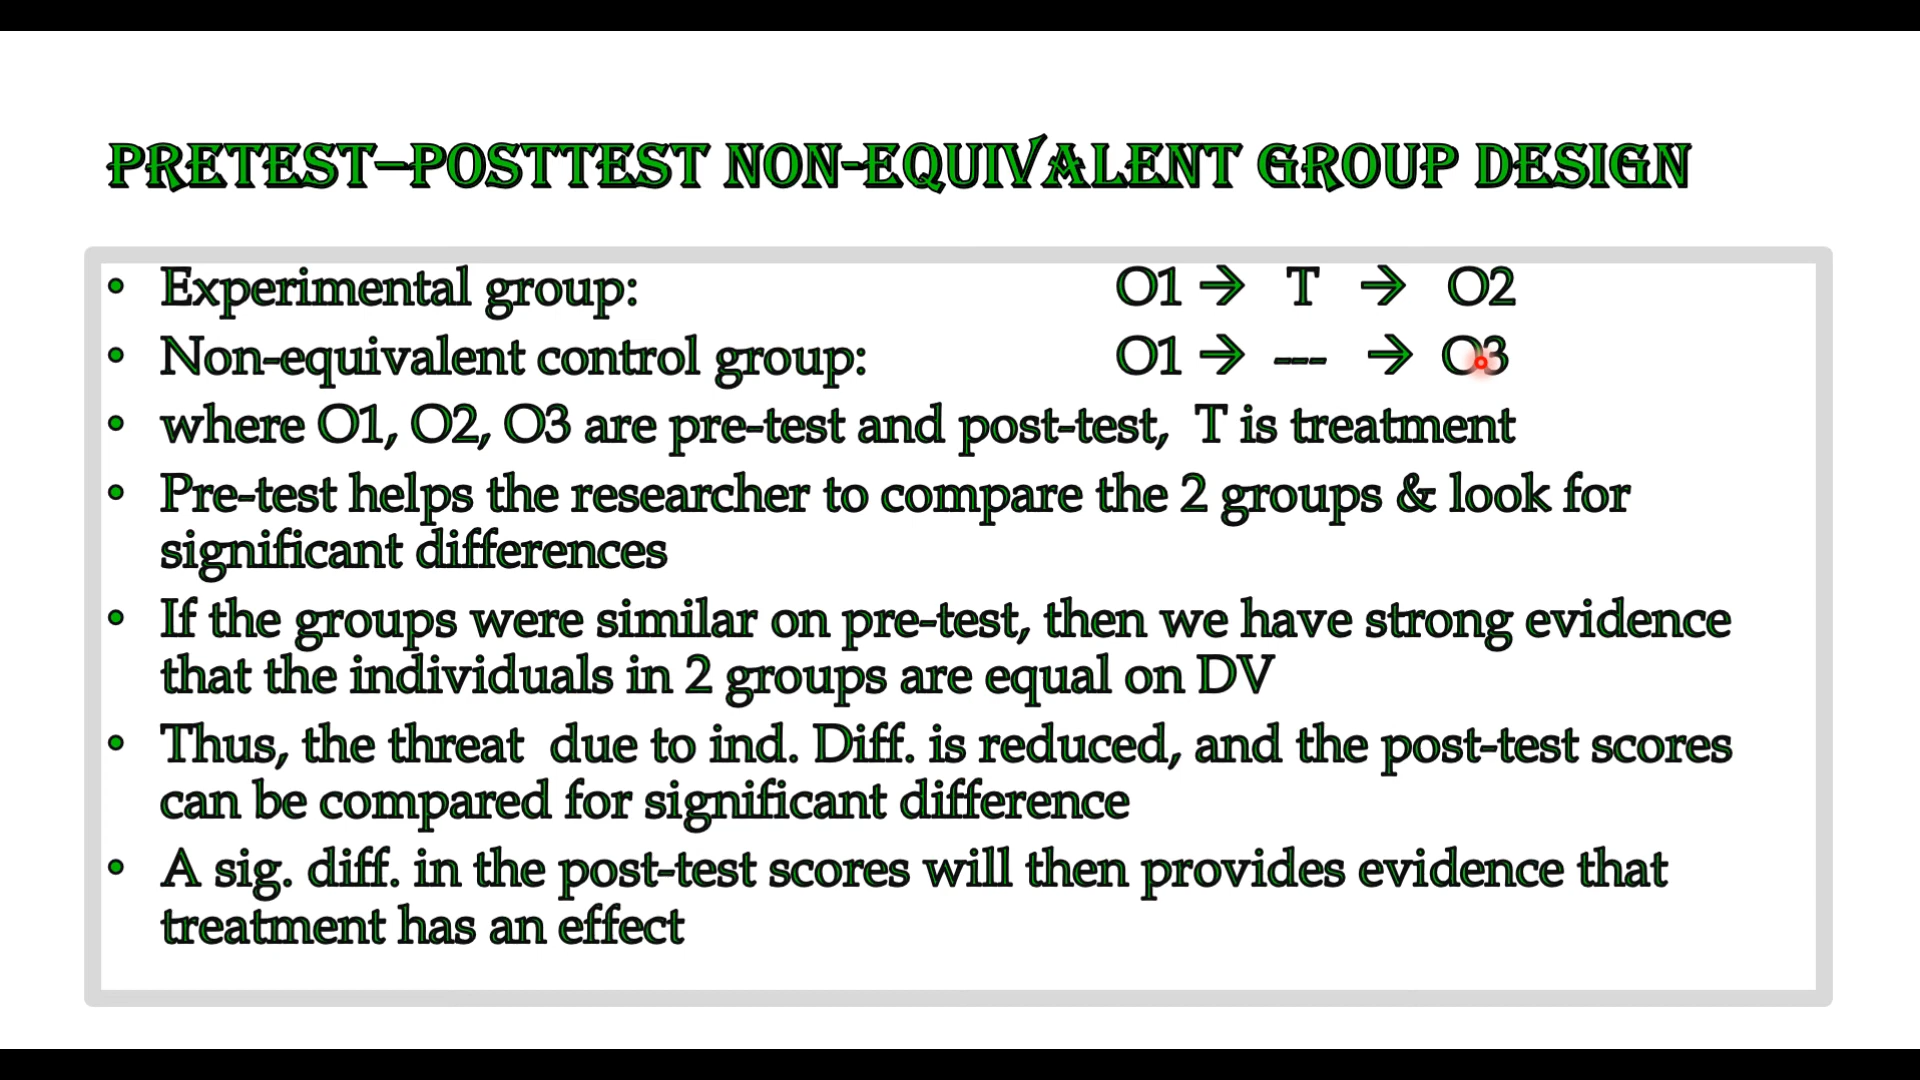 PRETEST–POSTTEST NON-EQUIVALENT GROUP DESIGN
• Experimental group: O1 → T → O2
• Non-equivalent control group: O1 → --- → O3
• where O1, O2, O3 are pre-test and post-test, T is treatment
• Pre-test helps the researcher to compare the 2 groups & look for
significant differences
• If the groups were similar on pre-test, then we have strong evidence
that the individuals in 2 groups are equal on DV
• Thus, the threat due to ind. Diff. is reduced, and the post-test scores
can be compared for significant difference
• A sig. diff. in the post-test scores will then provides evidence that
treatment has an effect